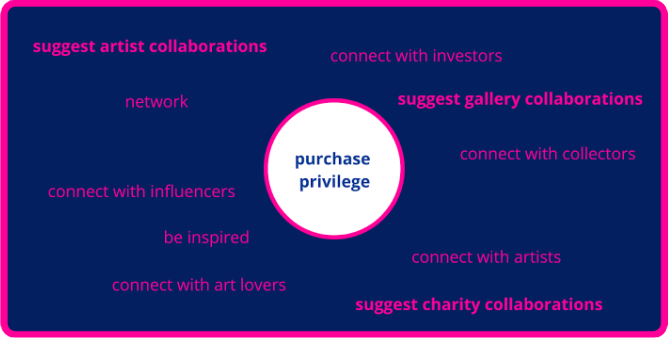 suggest artist collaborations
connect with investors
suggest gallery collaborations
network
connect with collectors
purchase
privilege
connect with influencers
be inspired
connect with artists
connect with art lovers
suggest charity collaborations